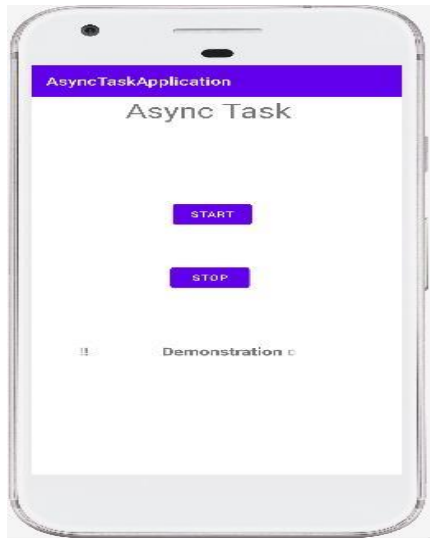 AsyncTaskApplication
Async Task
START
STOP
!! Demonstration